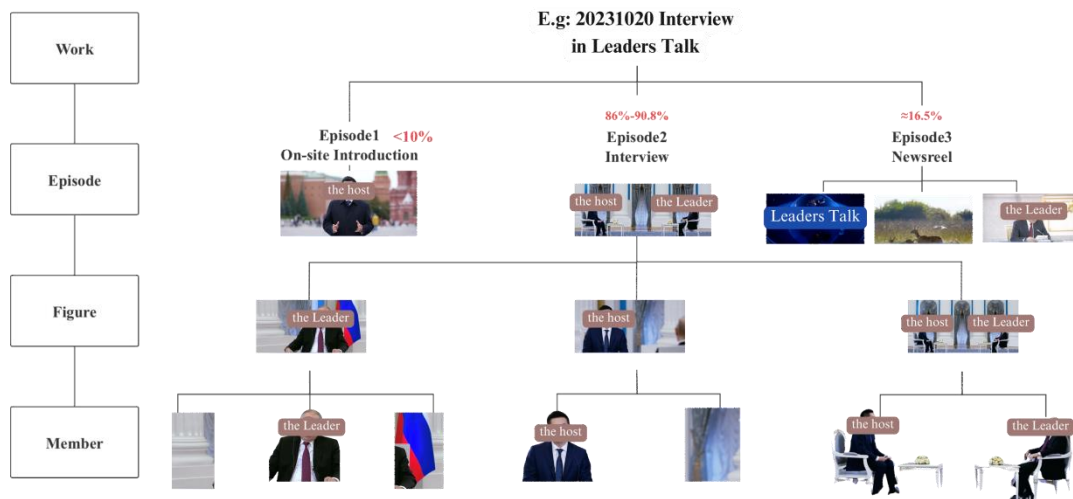 E.g: 20231020 Interview
in Leaders Talk
Work
<10%
86%-90.8%
≈16.5%
Episode1
On-site Introduction
Episode2
Interview
Episode3
Newsreel
Episode
the host
the host
the Leader
Leaders Talk
the Leader
Figure
the Leader
the host
the host
the Leader
Member
the Leader
the host
the host
the Leader